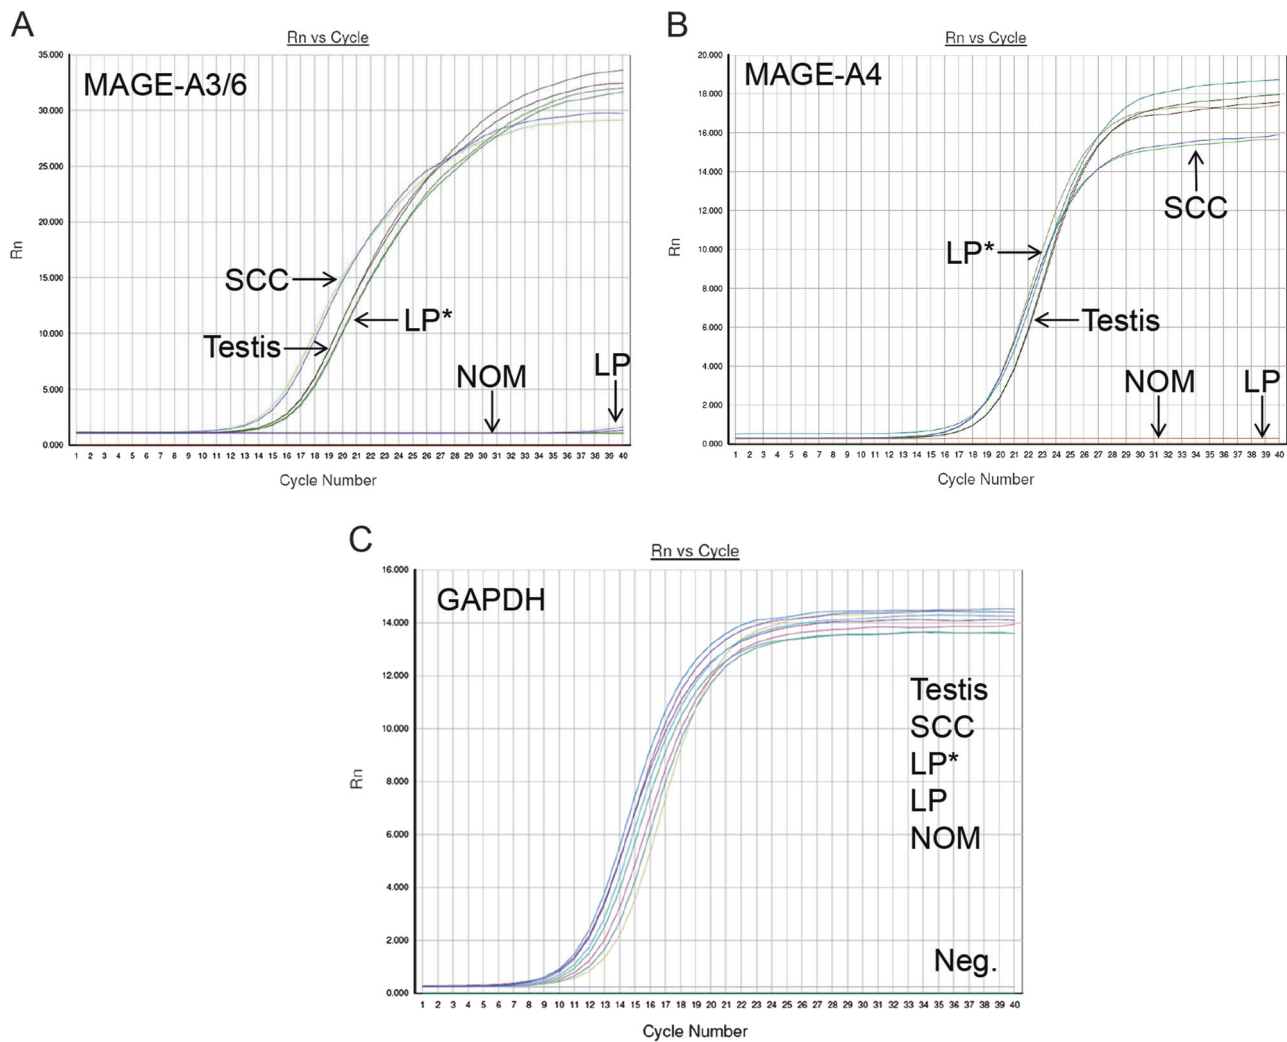 A
Rn vs Cycle
MAGE-A3/6
35.000
30.000
25.000
20.000
15.000
10.000
5.000
0.000
Rn
SCC
LP*
Testis
NOM
LP
1 2 3 4 5 6 7 8 9 10 11 12 13 14 15 16 17 18 19 20 21 22 23 24 25 26 27 28 29 30 31 32 33 34 35 36 37 38 39 40
Cycle Number
B
Rn vs Cycle
MAGE-A4
20.000
18.000
16.000
14.000
12.000
10.000
8.000
6.000
4.000
2.000
0.000
Rn
SCC
LP*
Testis
NOM
LP
1 2 3 4 5 6 7 8 9 10 11 12 13 14 15 16 17 18 19 20 21 22 23 24 25 26 27 28 29 30 31 32 33 34 35 36 37 38 39 40
Cycle Number
C
Rn vs Cycle
GAPDH
16.000
14.000
12.000
10.000
8.000
6.000
4.000
2.000
0.000
Rn
Testis
SCC
LP*
LP
NOM
Neg.
1 2 3 4 5 6 7 8 9 10 11 12 13 14 15 16 17 18 19 20 21 22 23 24 25 26 27 28 29 30 31 32 33 34 35 36 37 38 39 40
Cycle Number